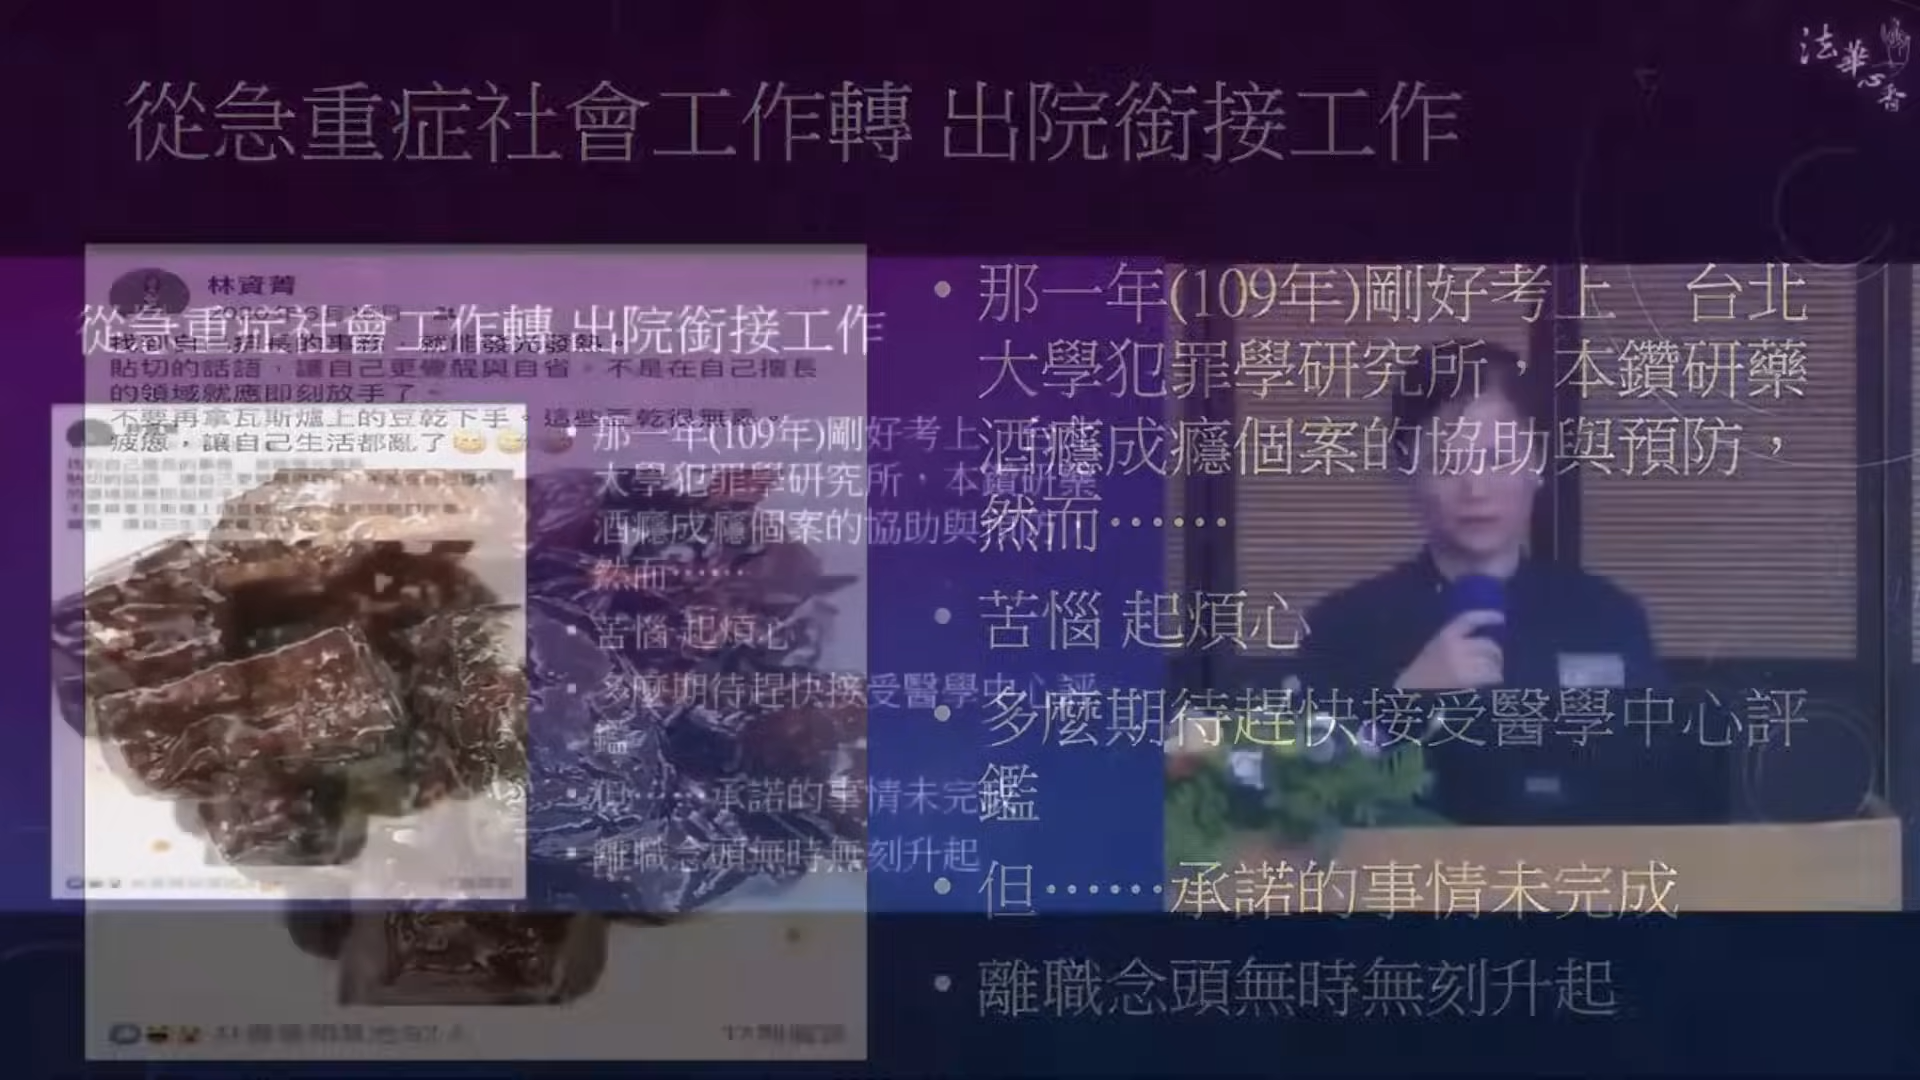 法華心香
從急重症社會工作轉 出院銜接工作
林資菁
貼切的話語，讓自己更覺醒與自省。不是在自己擅長
的領域就應即刻放手了。
不要再拿瓦斯爐上的豆乾下手。這些豆乾很無辜。
疲憊，讓自己生活都亂了
• 那一年(109年)剛好考上 台北
大學犯罪學研究所，本鑽研藥
酒癮成癮個案的協助與預防，
然而……
• 苦惱 起煩心
• 多麼期待趕快接受醫學中心評
鑑
• 但……承諾的事情未完成
• 離職念頭無時無刻升起
從急重症社會工作轉 出院銜接工作
• 那一年(109年)剛好考上
大學犯罪學研究所，本鑽研藥
酒癮成癮個案的協助與預防
然而……
• 苦惱 起煩心
• 多麼期待趕快接受醫學中心評
鑑
• 但……承諾的事情未完
• 離職念頭無時無刻升起